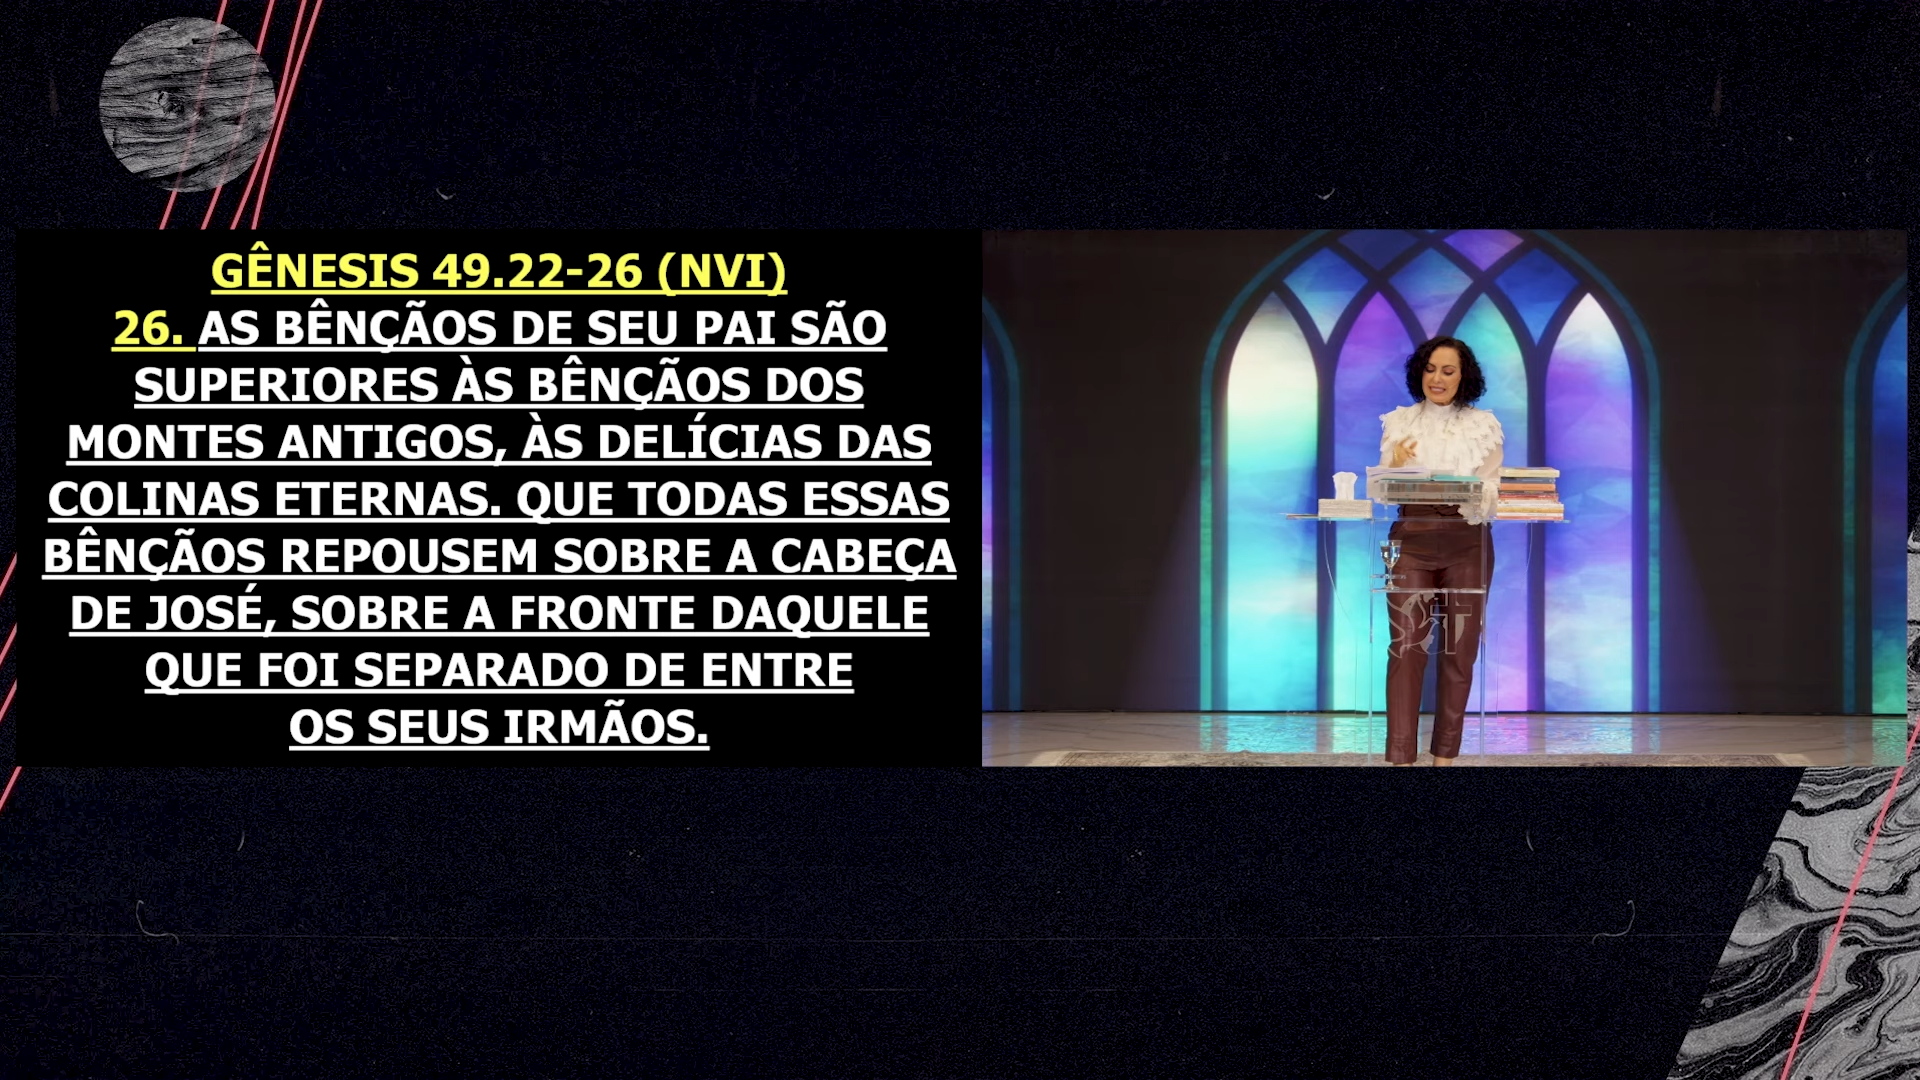 GÊNESIS 49.22-26 (NVI)
26. AS BÊNÇÃOS DE SEU PAI SÃO
SUPERIORES ÀS BÊNÇÃOS DOS
MONTES ANTIGOS, ÀS DELÍCIAS DAS
COLINAS ETERNAS. QUE TODAS ESSAS
BÊNÇÃOS REPOUSEM SOBRE A CABEÇA
DE JOSÉ, SOBRE A FRONTE DAQUELE
QUE FOI SEPARADO DE ENTRE
OS SEUS IRMÃOS.